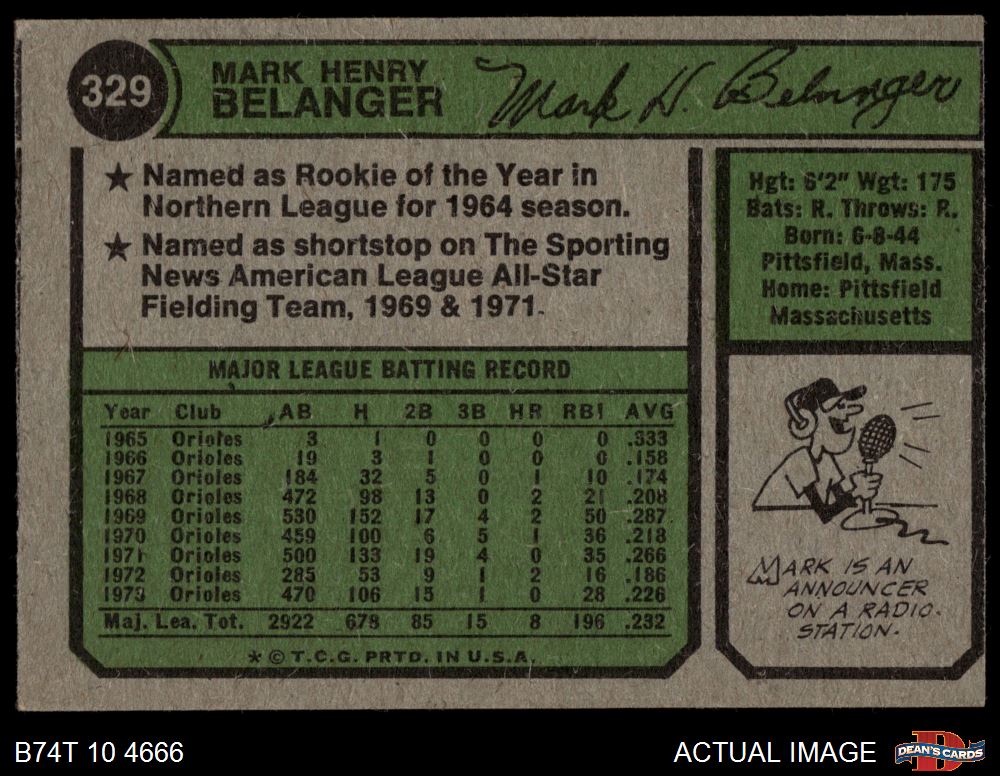 329
MARK HENRY
BELANGER
Mark H. Belanger
★ Named as Rookie of the Year in
Northern League for 1964 season.
★ Named as shortstop on The Sporting
News American League All-Star
Fielding Team, 1969 & 1971.
Hgt: 6'2" Wgt: 175
Bats: R. Throws: R.
Born: 6-8-44
Pittsfield, Mass.
Home: Pittsfield
Massachusetts
MAJOR LEAGUE BATTING RECORD
Year Club AB H 2B 3B HR RBI AVG
1965 Orioles 3 1 0 0 0 0 .333
1966 Orioles 19 3 1 0 0 0 .158
1967 Orioles 184 32 5 0 1 10 .174
1968 Orioles 472 98 13 0 2 21 .208
1969 Orioles 530 152 17 4 2 50 .287
1970 Orioles 459 100 6 5 1 36 .218
1971 Orioles 500 133 19 4 0 35 .266
1972 Orioles 285 53 9 1 2 16 .186
1973 Orioles 470 106 15 1 0 28 .226
Maj. Lea. Tot. 2922 678 85 15 8 196 .232
* © T.C.G. PRTD. IN U.S.A.
MARK IS AN
ANNOUNCER
ON A RADIO
STATION.
B74T 10 4666
ACTUAL IMAGE
DEAN'S CARDS